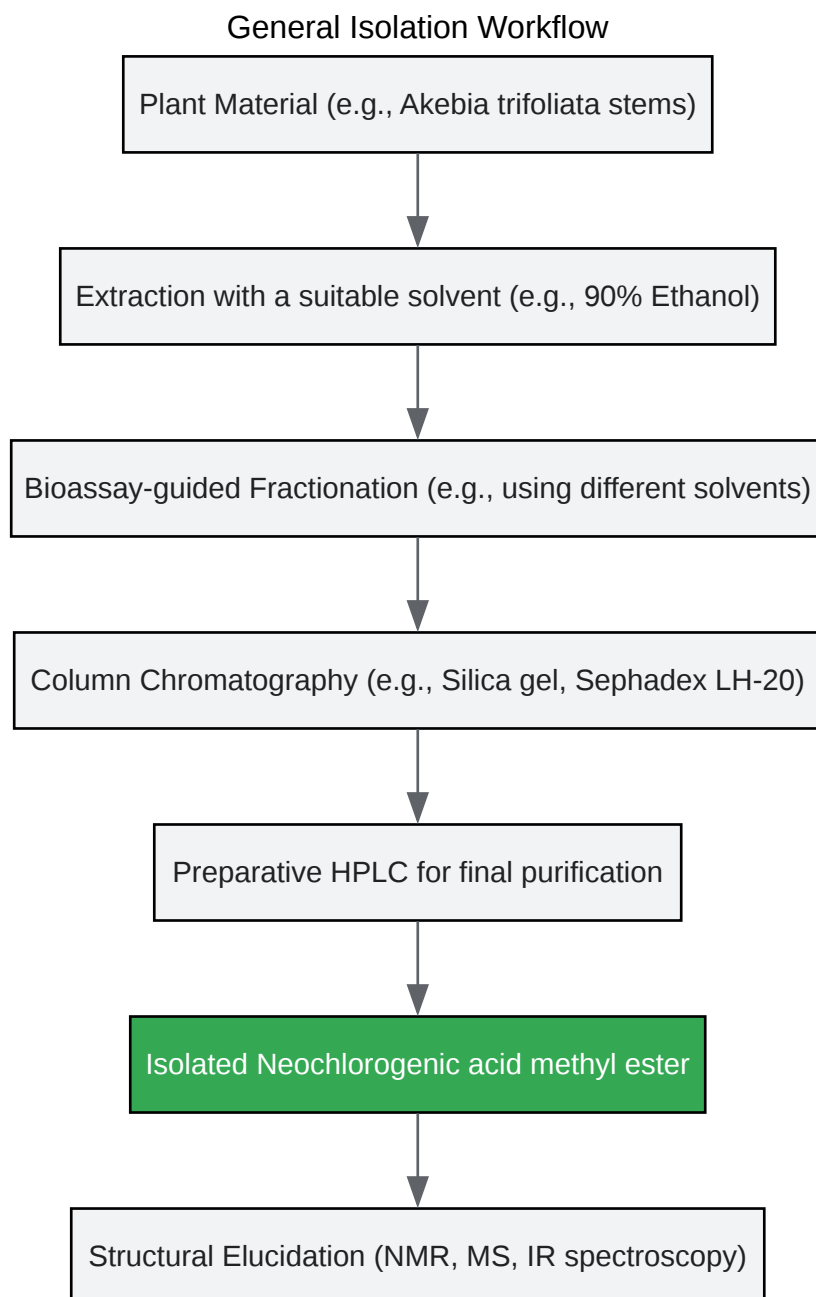 General Isolation Workflow
Plant Material (e.g., Akebia trifoliata stems)
Extraction with a suitable solvent (e.g., 90% Ethanol)
Bioassay-guided Fractionation (e.g., using different solvents)
Column Chromatography (e.g., Silica gel, Sephadex LH-20)
Preparative HPLC for final purification
Isolated Neochlorogenic acid methyl ester
Structural Elucidation (NMR, MS, IR spectroscopy)